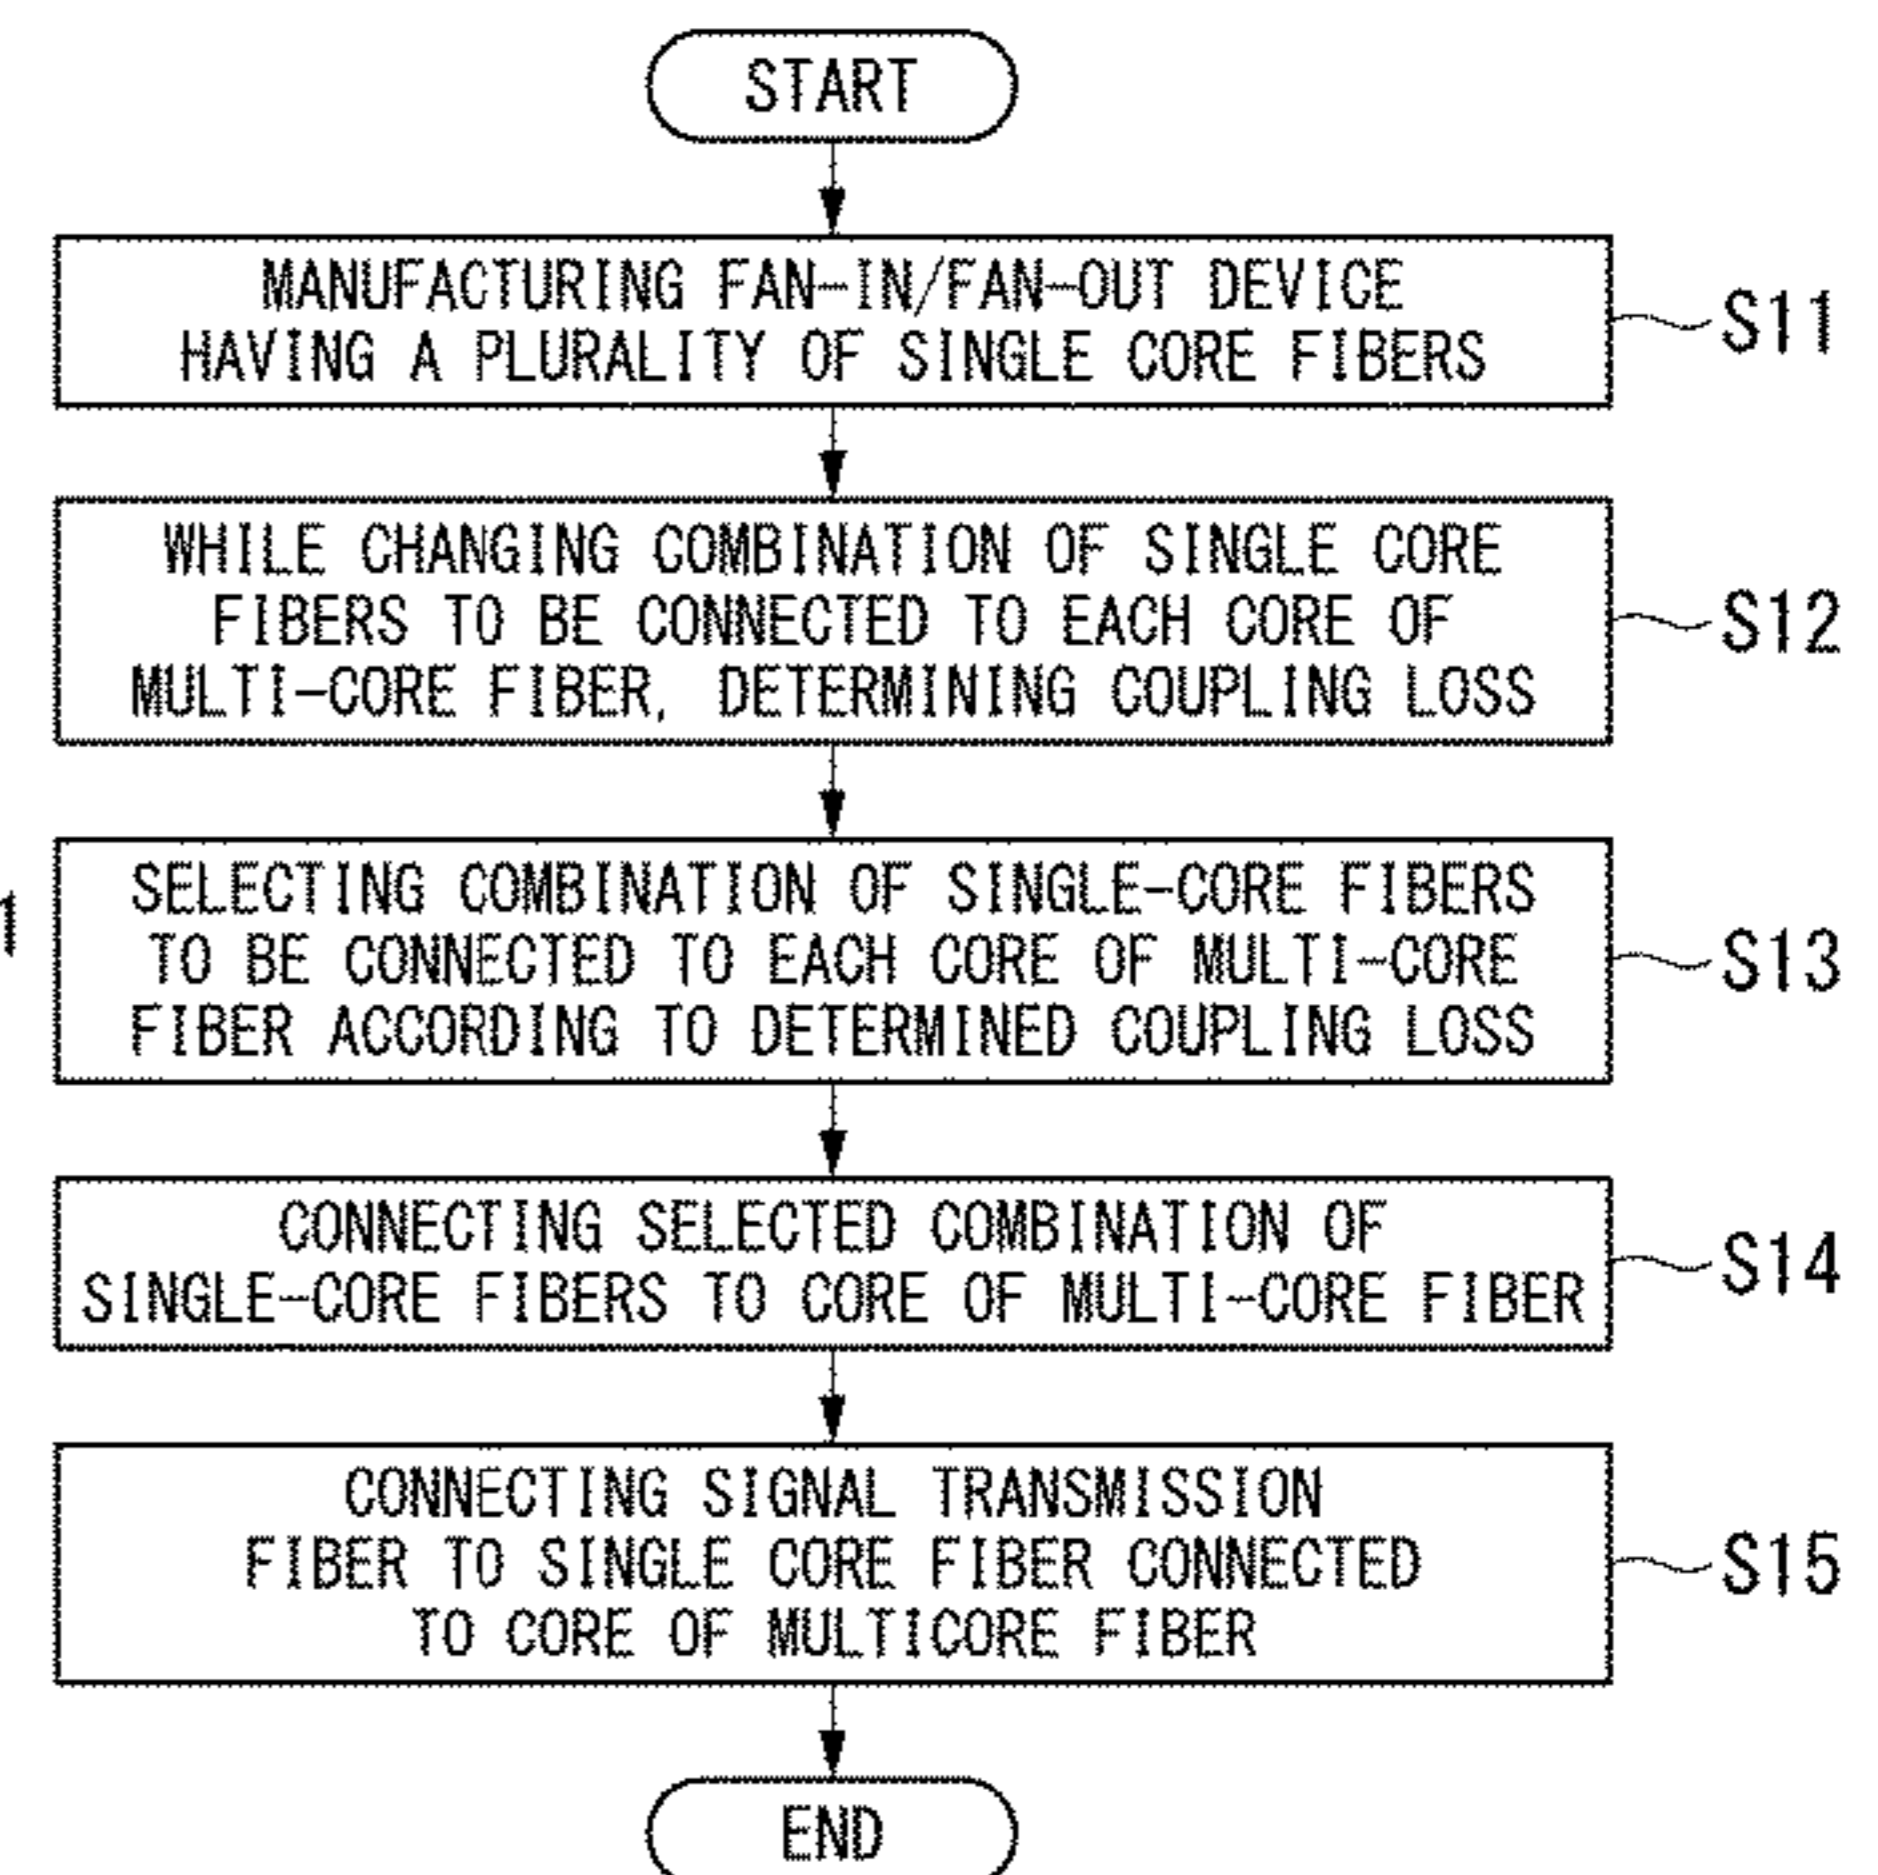 START
MANUFACTURING FAN-IN/FAN-OUT DEVICE
HAVING A PLURALITY OF SINGLE CORE FIBERS
S11
WHILE CHANGING COMBINATION OF SINGLE CORE
FIBERS TO BE CONNECTED TO EACH CORE OF
MULTI-CORE FIBER, DETERMINING COUPLING LOSS
S12
1
SELECTING COMBINATION OF SINGLE-CORE FIBERS
TO BE CONNECTED TO EACH CORE OF MULTI-CORE
FIBER ACCORDING TO DETERMINED COUPLING LOSS
S13
CONNECTING SELECTED COMBINATION OF
SINGLE-CORE FIBERS TO CORE OF MULTI-CORE FIBER
S14
CONNECTING SIGNAL TRANSMISSION
FIBER TO SINGLE CORE FIBER CONNECTED
TO CORE OF MULTICORE FIBER
S15
END